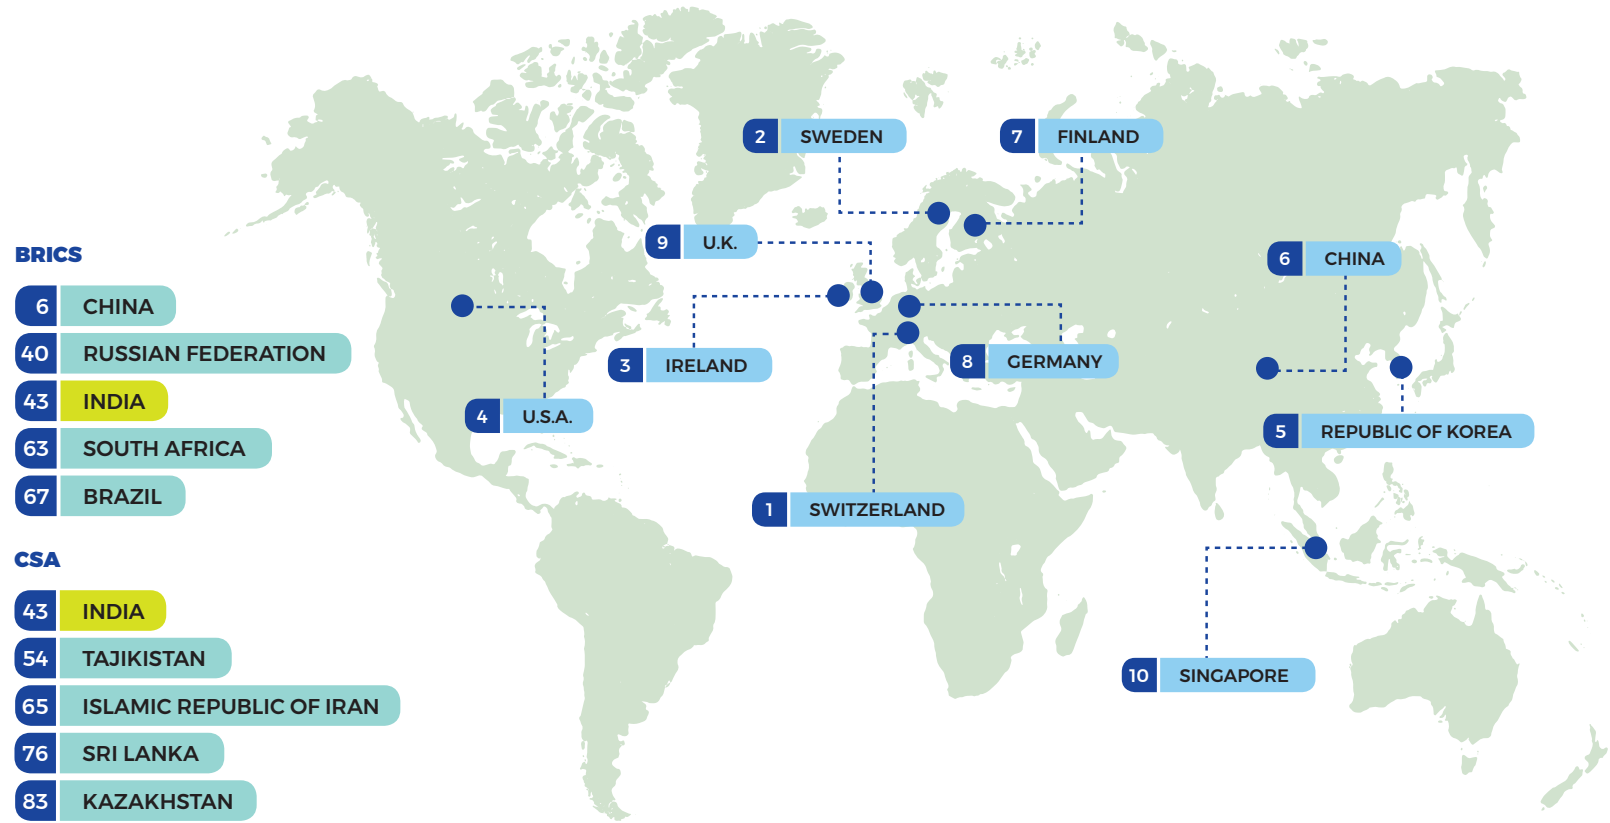 BRICS
6 CHINA
40 RUSSIAN FEDERATION
43 INDIA
63 SOUTH AFRICA
67 BRAZIL
CSA
43 INDIA
54 TAJIKISTAN
65 ISLAMIC REPUBLIC OF IRAN
76 SRI LANKA
83 KAZAKHSTAN
2 SWEDEN
7 FINLAND
9 U.K.
6 CHINA
3 IRELAND
8 GERMANY
4 U.S.A.
5 REPUBLIC OF KOREA
1 SWITZERLAND
10 SINGAPORE